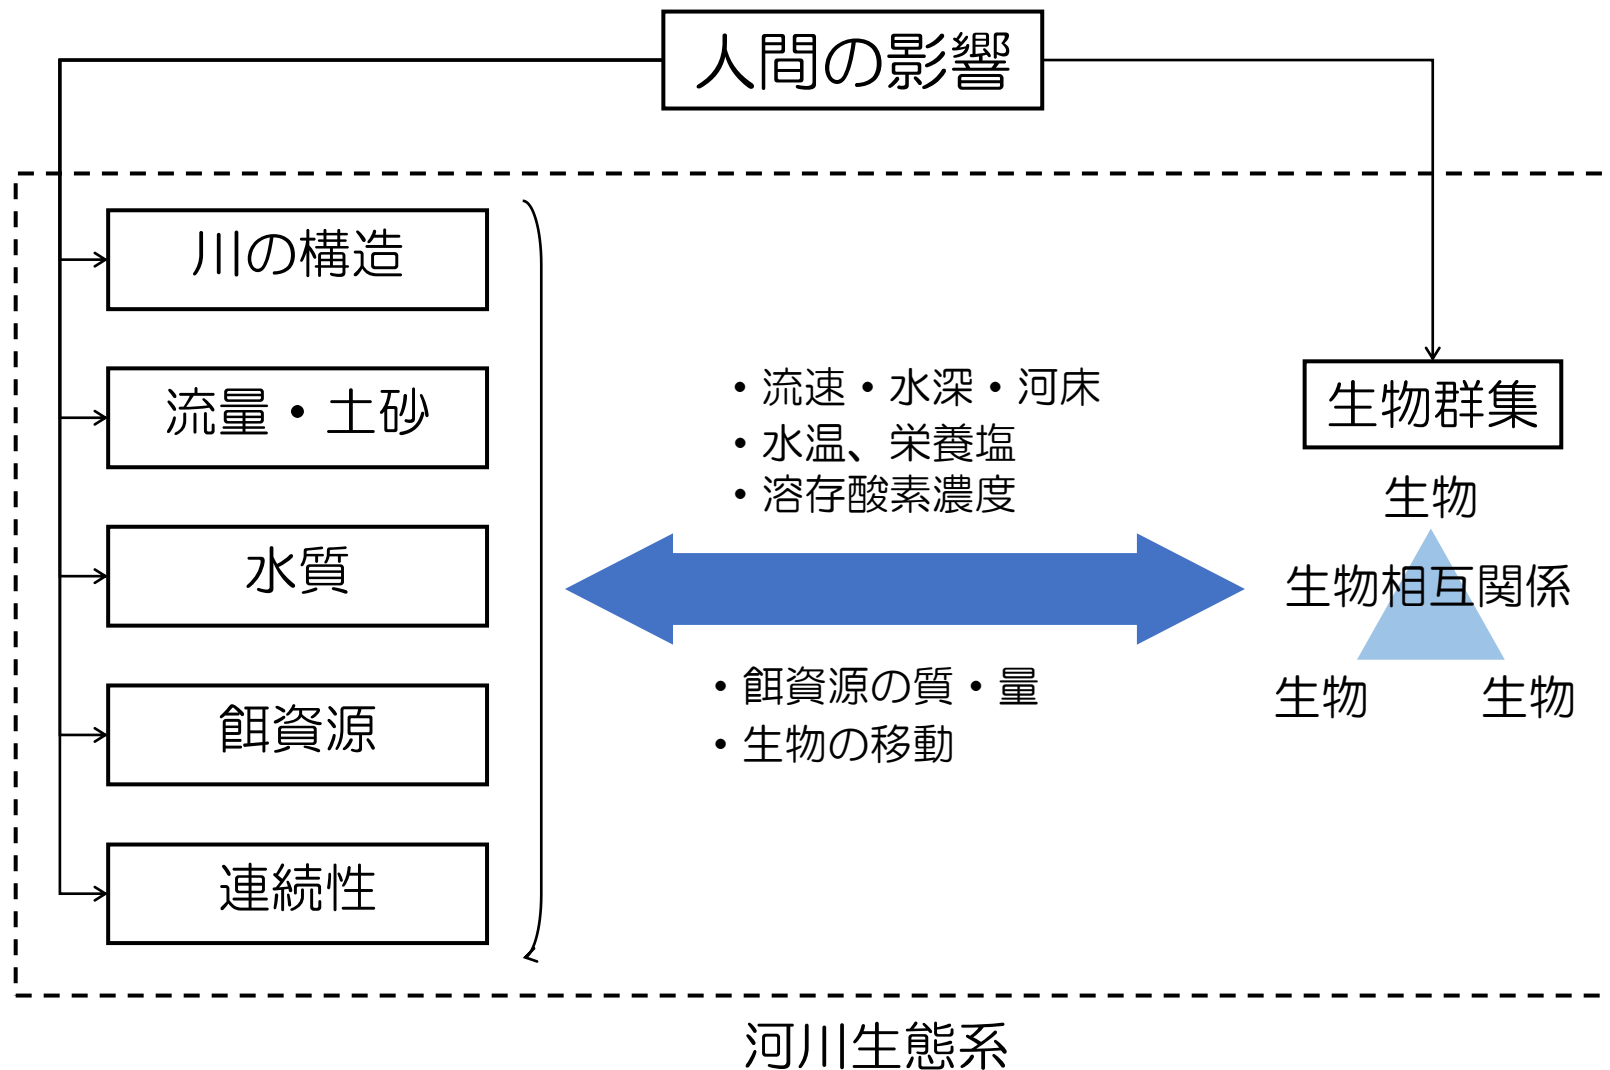 人間の影響
川の構造
流量・土砂
水質
餌資源
連続性
・流速・水深・河床
・水温、栄養塩
・溶存酸素濃度
・餌資源の質・量
・生物の移動
生物群集
生物
生物相互関係
生物 生物
河川生態系